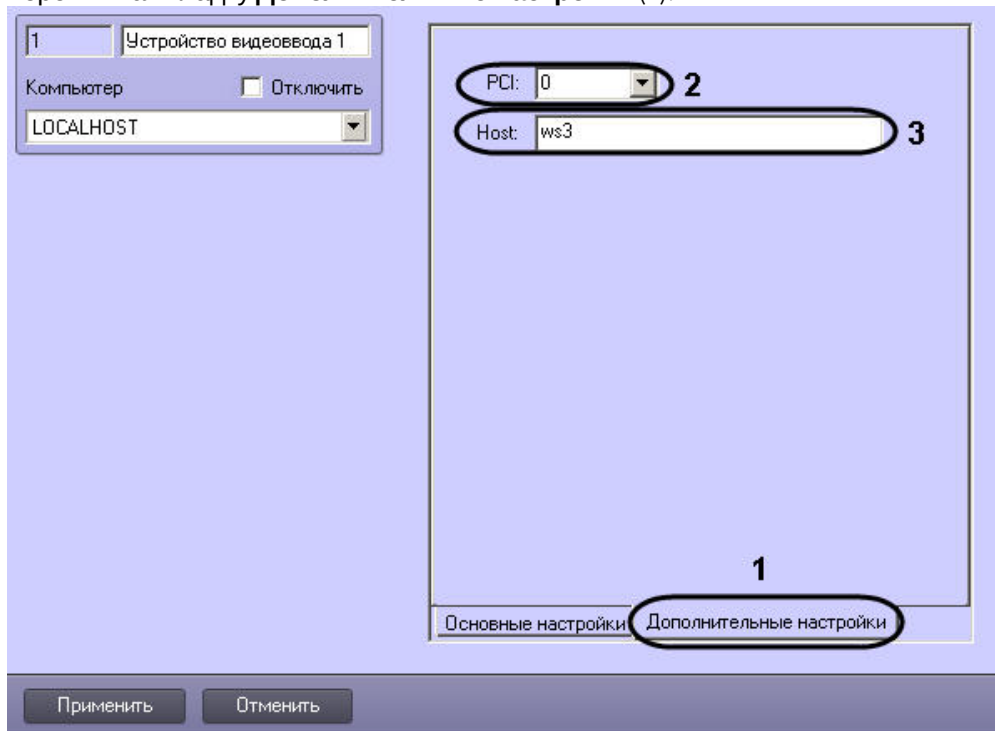 1 Устройство видеоввода 1
Компьютер Отключить
LOCALHOST
PCI: 0 2
Host: ws3 3
1
Основные настройки Дополнительные настройки
Применить Отменить